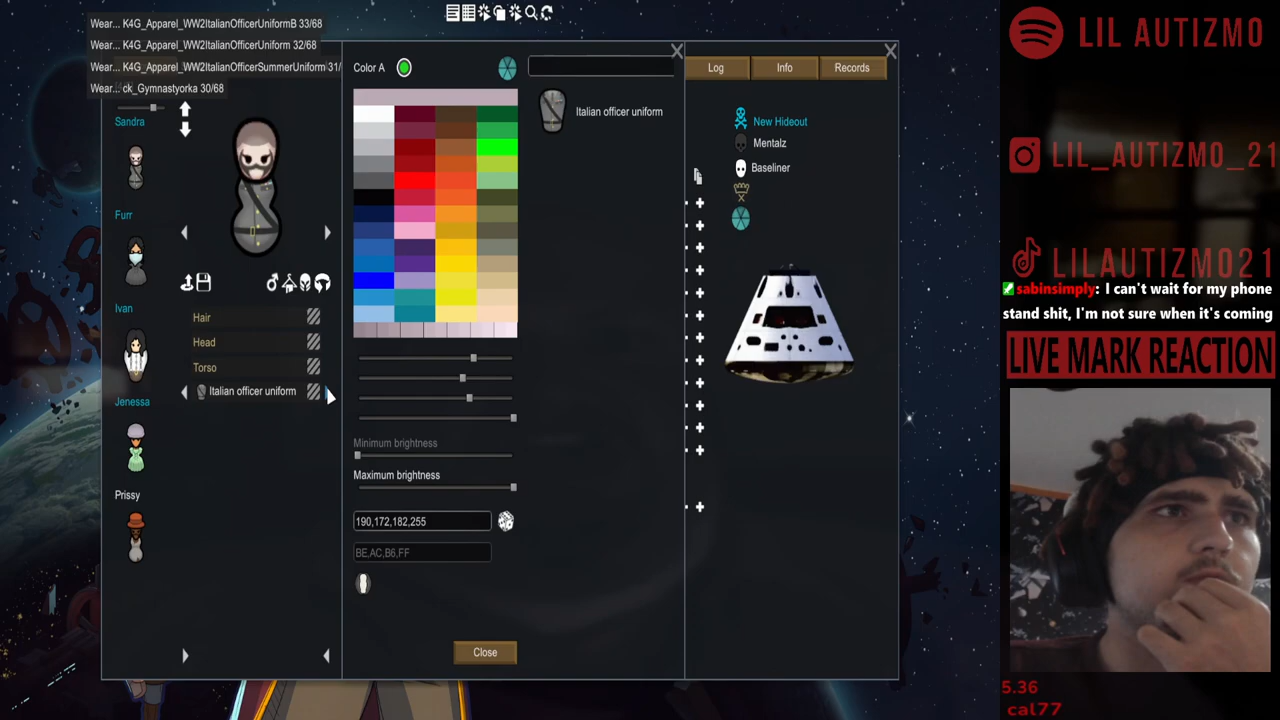 Wear... K4G_Apparel_WW2ItalianOfficerUniformB 33/68
Wear... K4G_Apparel_WW2ItalianOfficerUniform 32/68
Wear... K4G_Apparel_WW2ItalianOfficerSummerUniform 31/
Wear... ck_Gymnastyorka 30/68
Sandra
Furr
Ivan
Jenessa
Prissy
Hair
Head
Torso
Italian officer uniform
Color A
Minimum brightness
Maximum brightness
190,172,182,255
BE,AC,B6,FF
Close
Italian officer uniform
Log
Info
Records
New Hideout
Mentalz
Baseliner
LIL AUTIZMO
LIL_AUTIZMO_21
LILAUTIZMO21
sabinsimply: I can't wait for my phone
stand shit, I'm not sure when it's coming
LIVE MARK REACTION
5.36
cal77